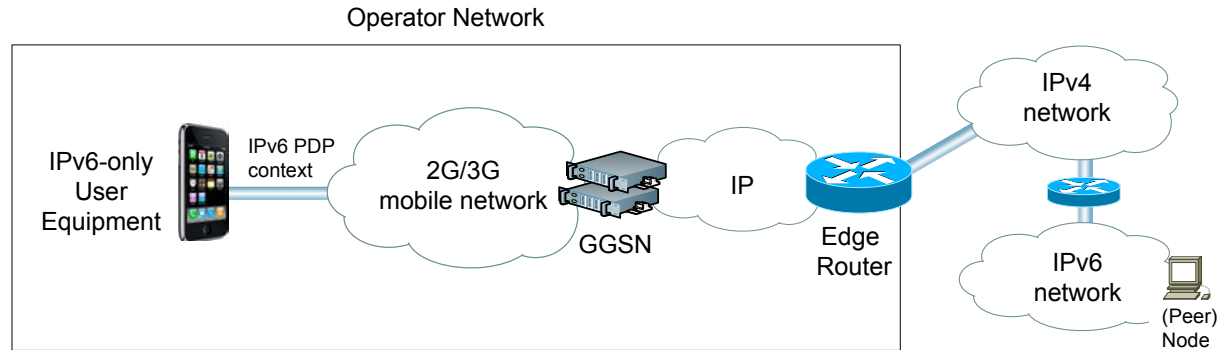 Operator Network
IPv6-only
User
Equipment
IPv6 PDP
context
2G/3G
mobile network
GGSN
IP
Edge
Router
IPv4
network
IPv6
network
(Peer)
Node